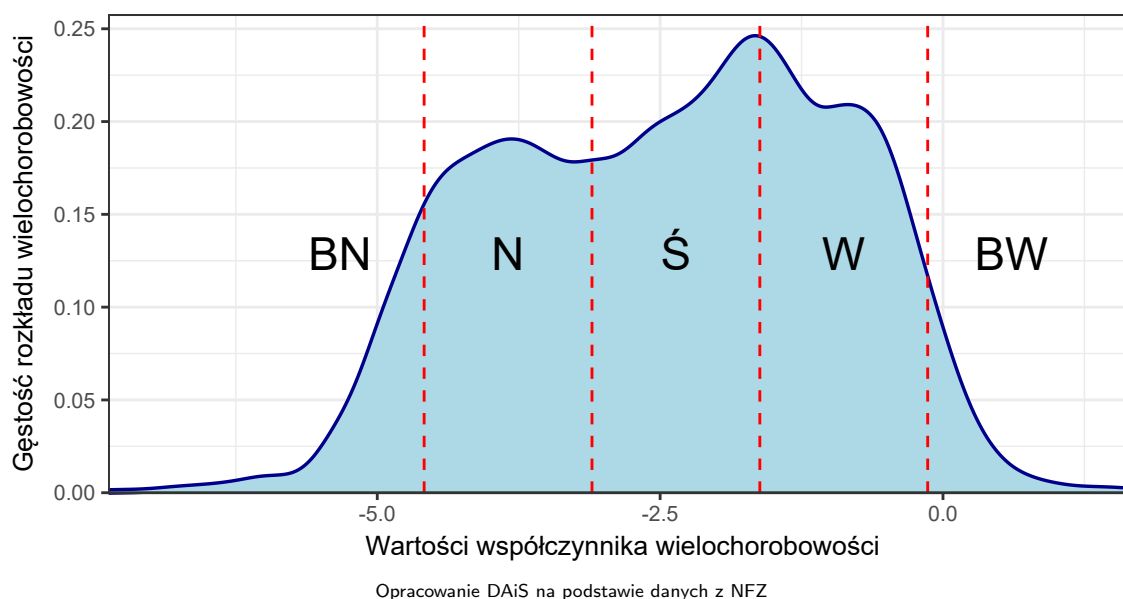 Gęstość rozkładu wielochorobowości
0.25
0.20
0.15
0.10
0.05
0.00
BN N Ś W BW
-5.0 -2.5 0.0
Wartości współczynnika wielochorobowości
Opracowanie DAiS na podstawie danych z NFZ